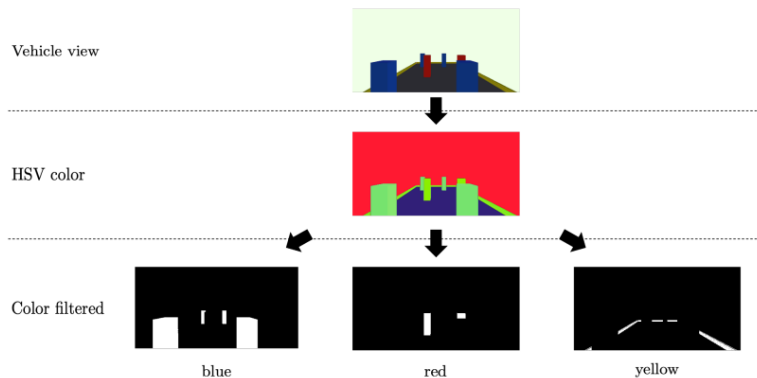 Vehicle view
HSV color
Color filtered
blue
red
yellow